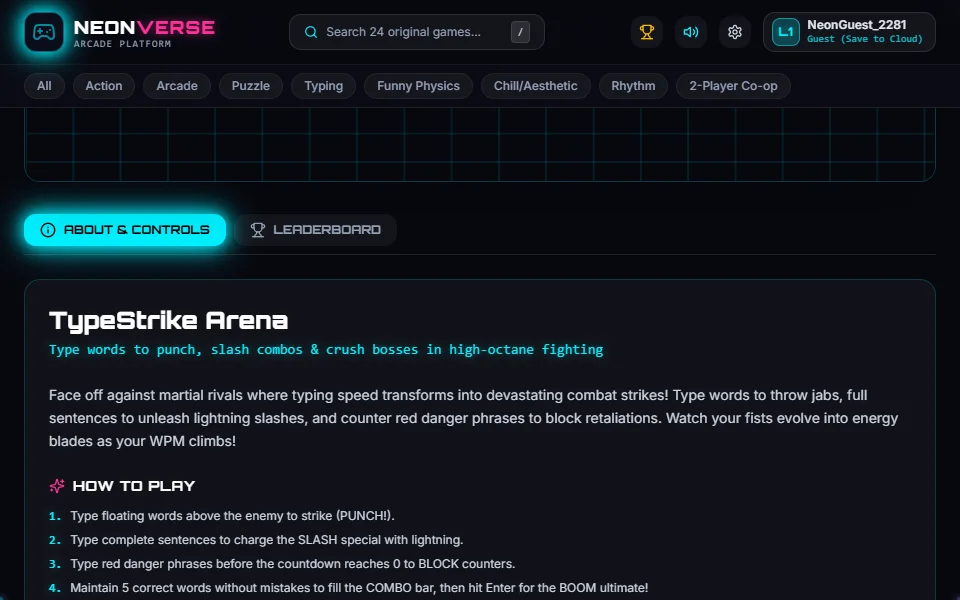 NEONVERSE
ARCADE PLATFORM
Search 24 original games...
/
L1
NeonGuest_2281
Guest (Save to Cloud)
All
Action
Arcade
Puzzle
Typing
Funny Physics
Chill/Aesthetic
Rhythm
2-Player Co-op
ABOUT & CONTROLS
LEADERBOARD
TypeStrike Arena
Type words to punch, slash combos & crush bosses in high-octane fighting
Face off against martial rivals where typing speed transforms into devastating combat strikes! Type words to throw jabs, full
sentences to unleash lightning slashes, and counter red danger phrases to block retaliations. Watch your fists evolve into energy
blades as your WPM climbs!
HOW TO PLAY
1. Type floating words above the enemy to strike (PUNCH!).
2. Type complete sentences to charge the SLASH special with lightning.
3. Type red danger phrases before the countdown reaches 0 to BLOCK counters.
4. Maintain 5 correct words without mistakes to fill the COMBO bar, then hit Enter for the BOOM ultimate!